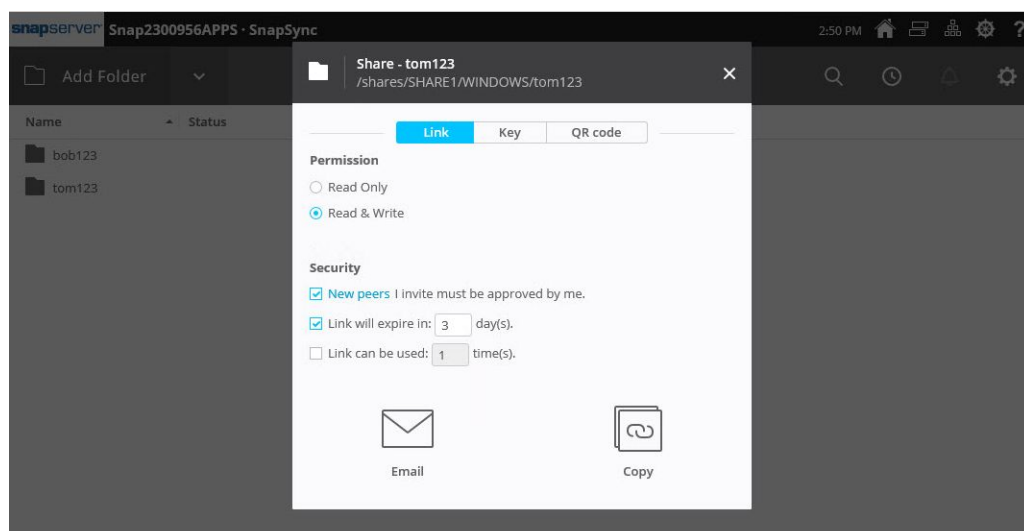 snapserver Snap2300956APPS · SnapSync 2:50 PM ?
Add Folder
Share - tom123
/shares/SHARE1/WINDOWS/tom123
Name Status
bob123
tom123
Link Key QR code
Permission
Read Only
Read & Write
Security
New peers I invite must be approved by me.
Link will expire in: 3 day(s).
Link can be used: 1 time(s).
Email Copy